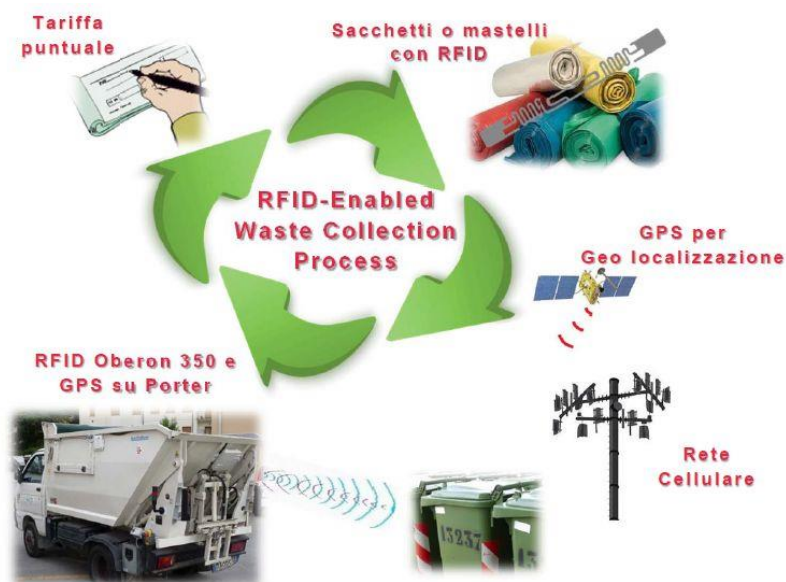 Tariffa
puntuale
Sacchetti o mastelli
con RFID
RFID-Enabled
Waste Collection
Process
GPS per
Geo localizzazione
RFID Oberon 350 e
GPS su Porter
Rete
Cellulare
13237